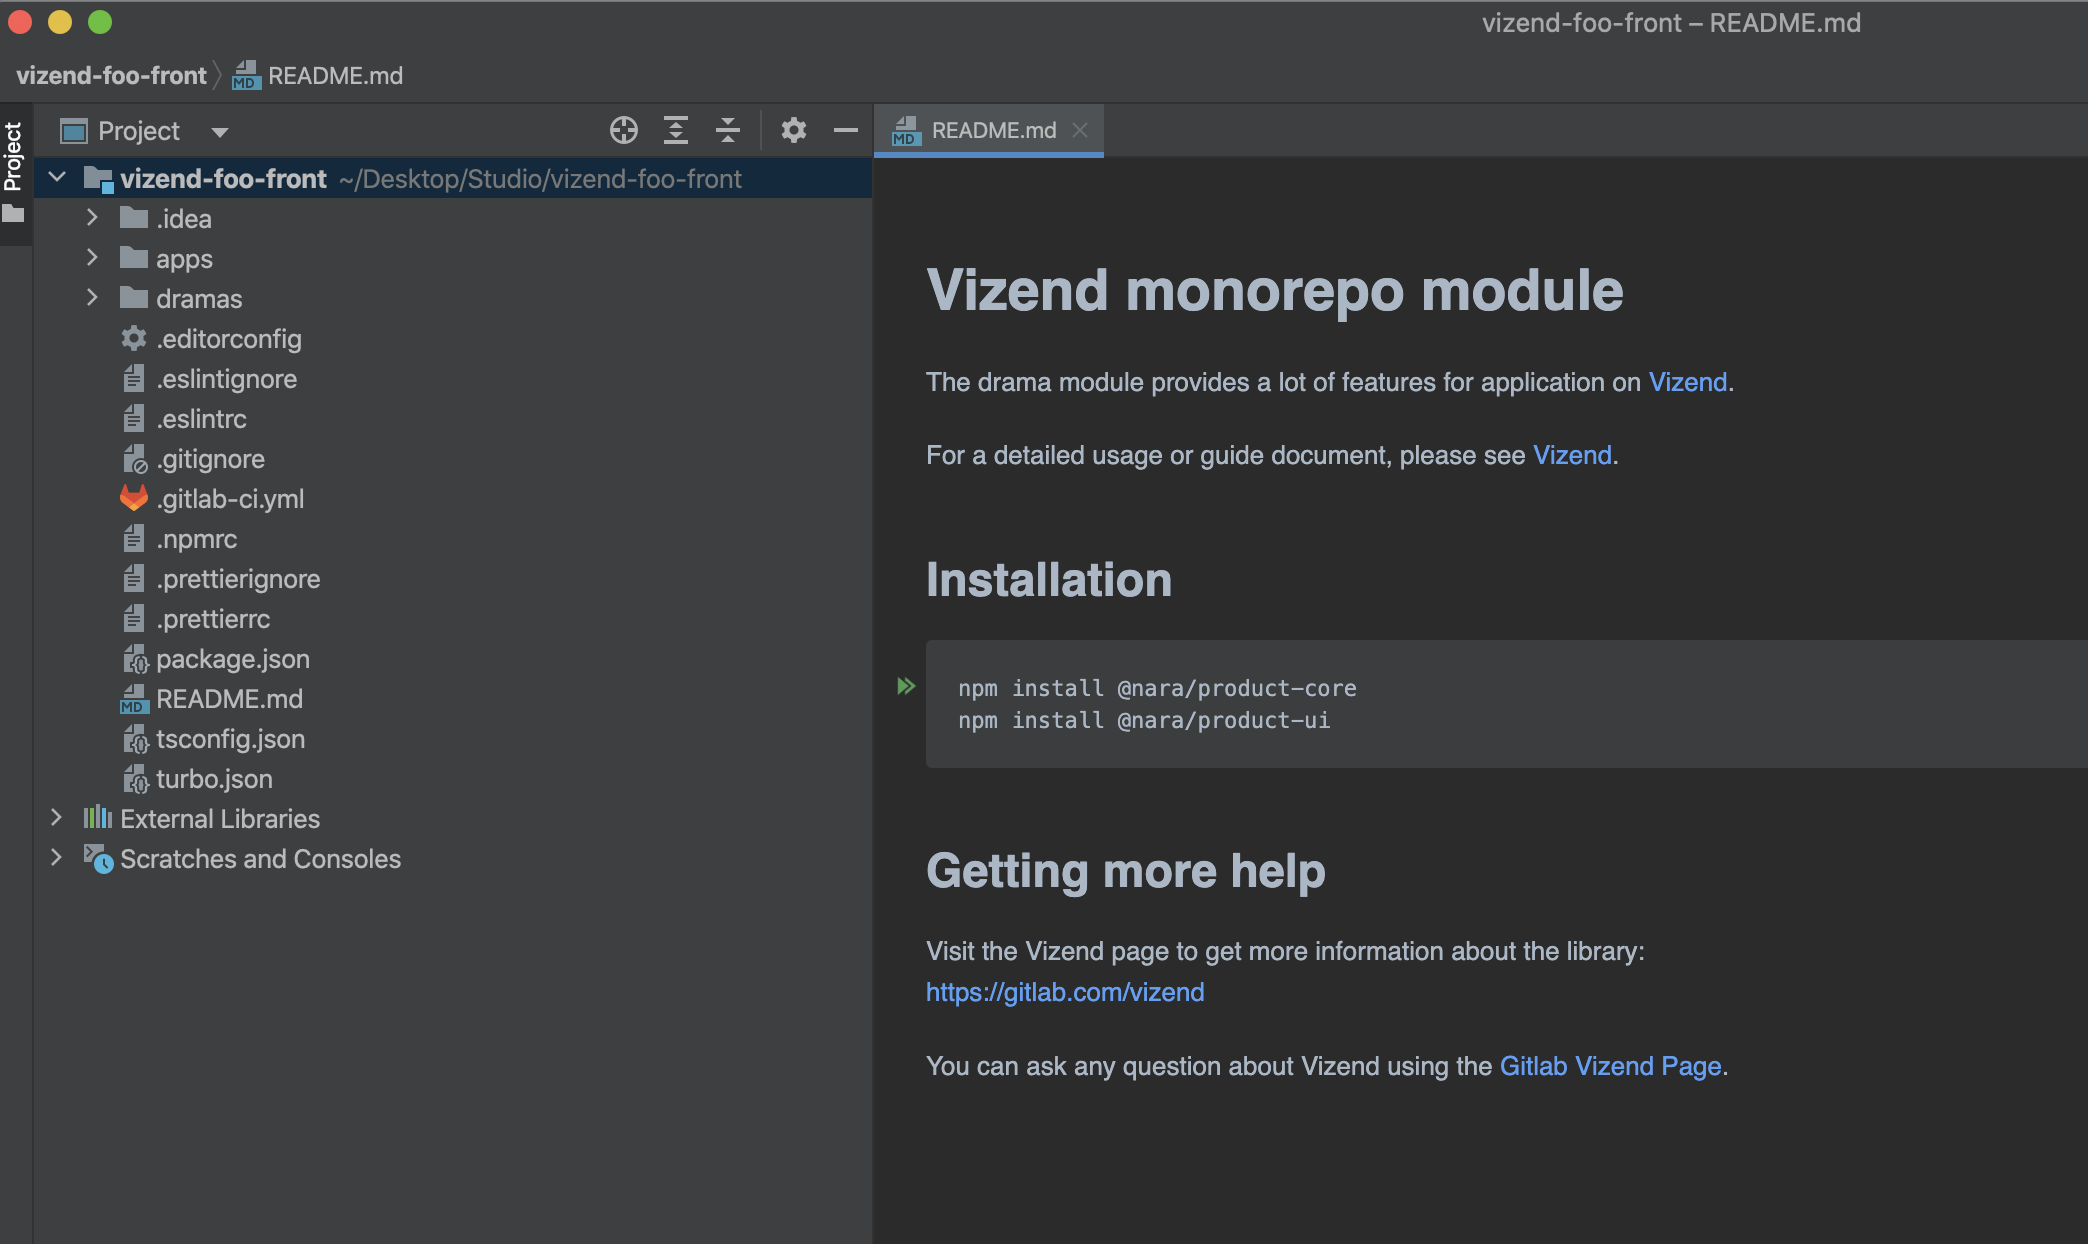 vizend-foo-front – README.md
vizend-foo-front README.md
Project
Project
README.md
vizend-foo-front ~/Desktop/Studio/vizend-foo-front
.idea
apps
dramas
.editorconfig
.eslintignore
.eslintrc
.gitignore
.gitlab-ci.yml
.npmrc
.prettierignore
.prettierrc
package.json
README.md
tsconfig.json
turbo.json
External Libraries
Scratches and Consoles
Vizend monorepo module
The drama module provides a lot of features for application on Vizend.
For a detailed usage or guide document, please see Vizend.
Installation
npm install @nara/product-core
npm install @nara/product-ui
Getting more help
Visit the Vizend page to get more information about the library:
https://gitlab.com/vizend
You can ask any question about Vizend using the Gitlab Vizend Page.